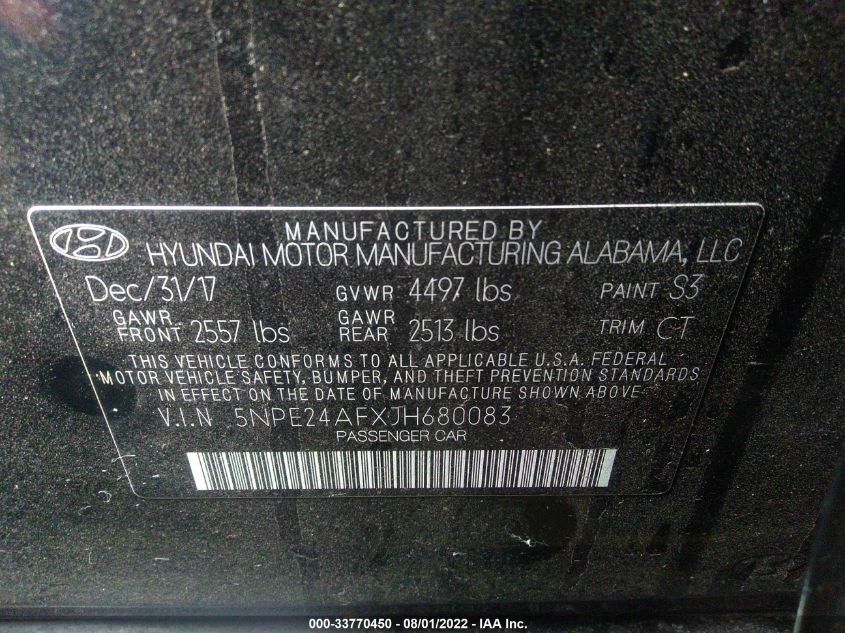 MANUFACTURED BY
HYUNDAI MOTOR MANUFACTURING ALABAMA, LLC
Dec/31/17 GVWR 4497 lbs PAINT S3
GAWR FRONT 2557 lbs GAWR REAR 2513 lbs TRIM CT
THIS VEHICLE CONFORMS TO ALL APPLICABLE U.S.A. FEDERAL
MOTOR VEHICLE SAFETY, BUMPER, AND THEFT PREVENTION STANDARDS
IN EFFECT ON THE DATE OF MANUFACTURE SHOWN ABOVE
V.I.N 5NPE24AFXJH680083
PASSENGER CAR
000-33770450 - 08/01/2022 - IAA Inc.